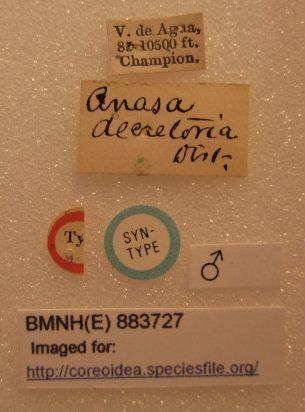 V. de Agua,
8-10500 ft.
Champion.
Anasa
decretoria
Dist.
Ty
SYN-
TYPE
♂
BMNH(E) 883727
Imaged for:
http://coreoidea.speciesfile.org/